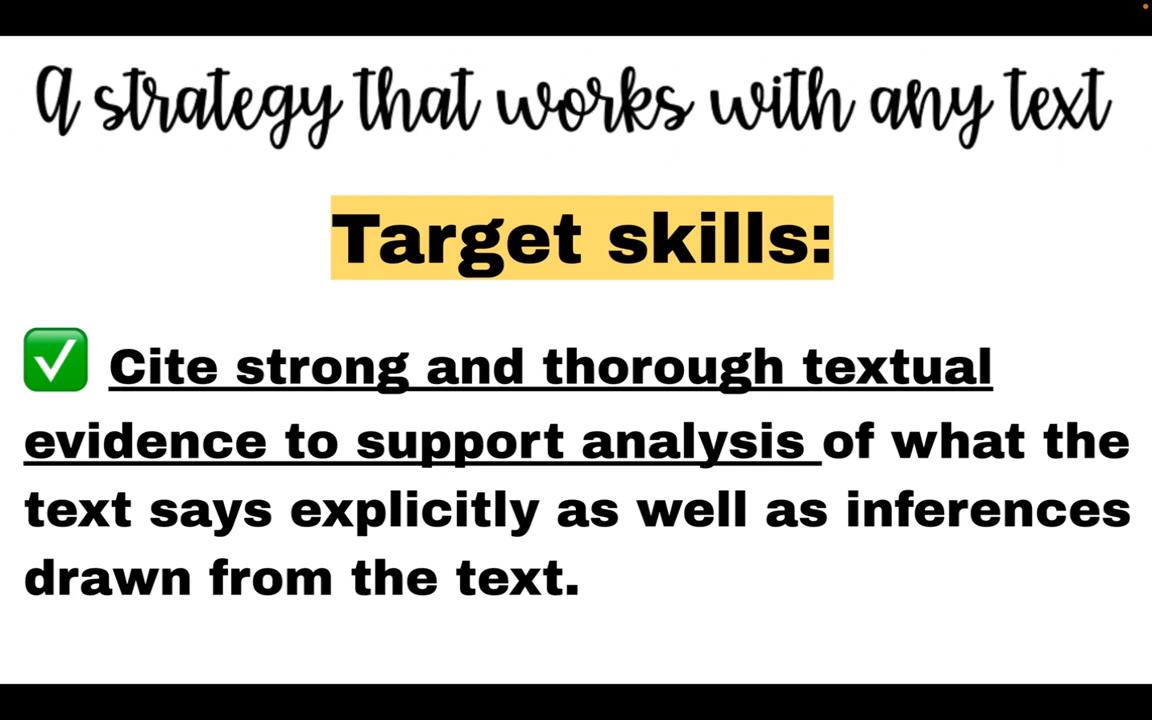 a strategy that works with any text
Target skills:
✅ Cite strong and thorough textual
evidence to support analysis of what the
text says explicitly as well as inferences
drawn from the text.